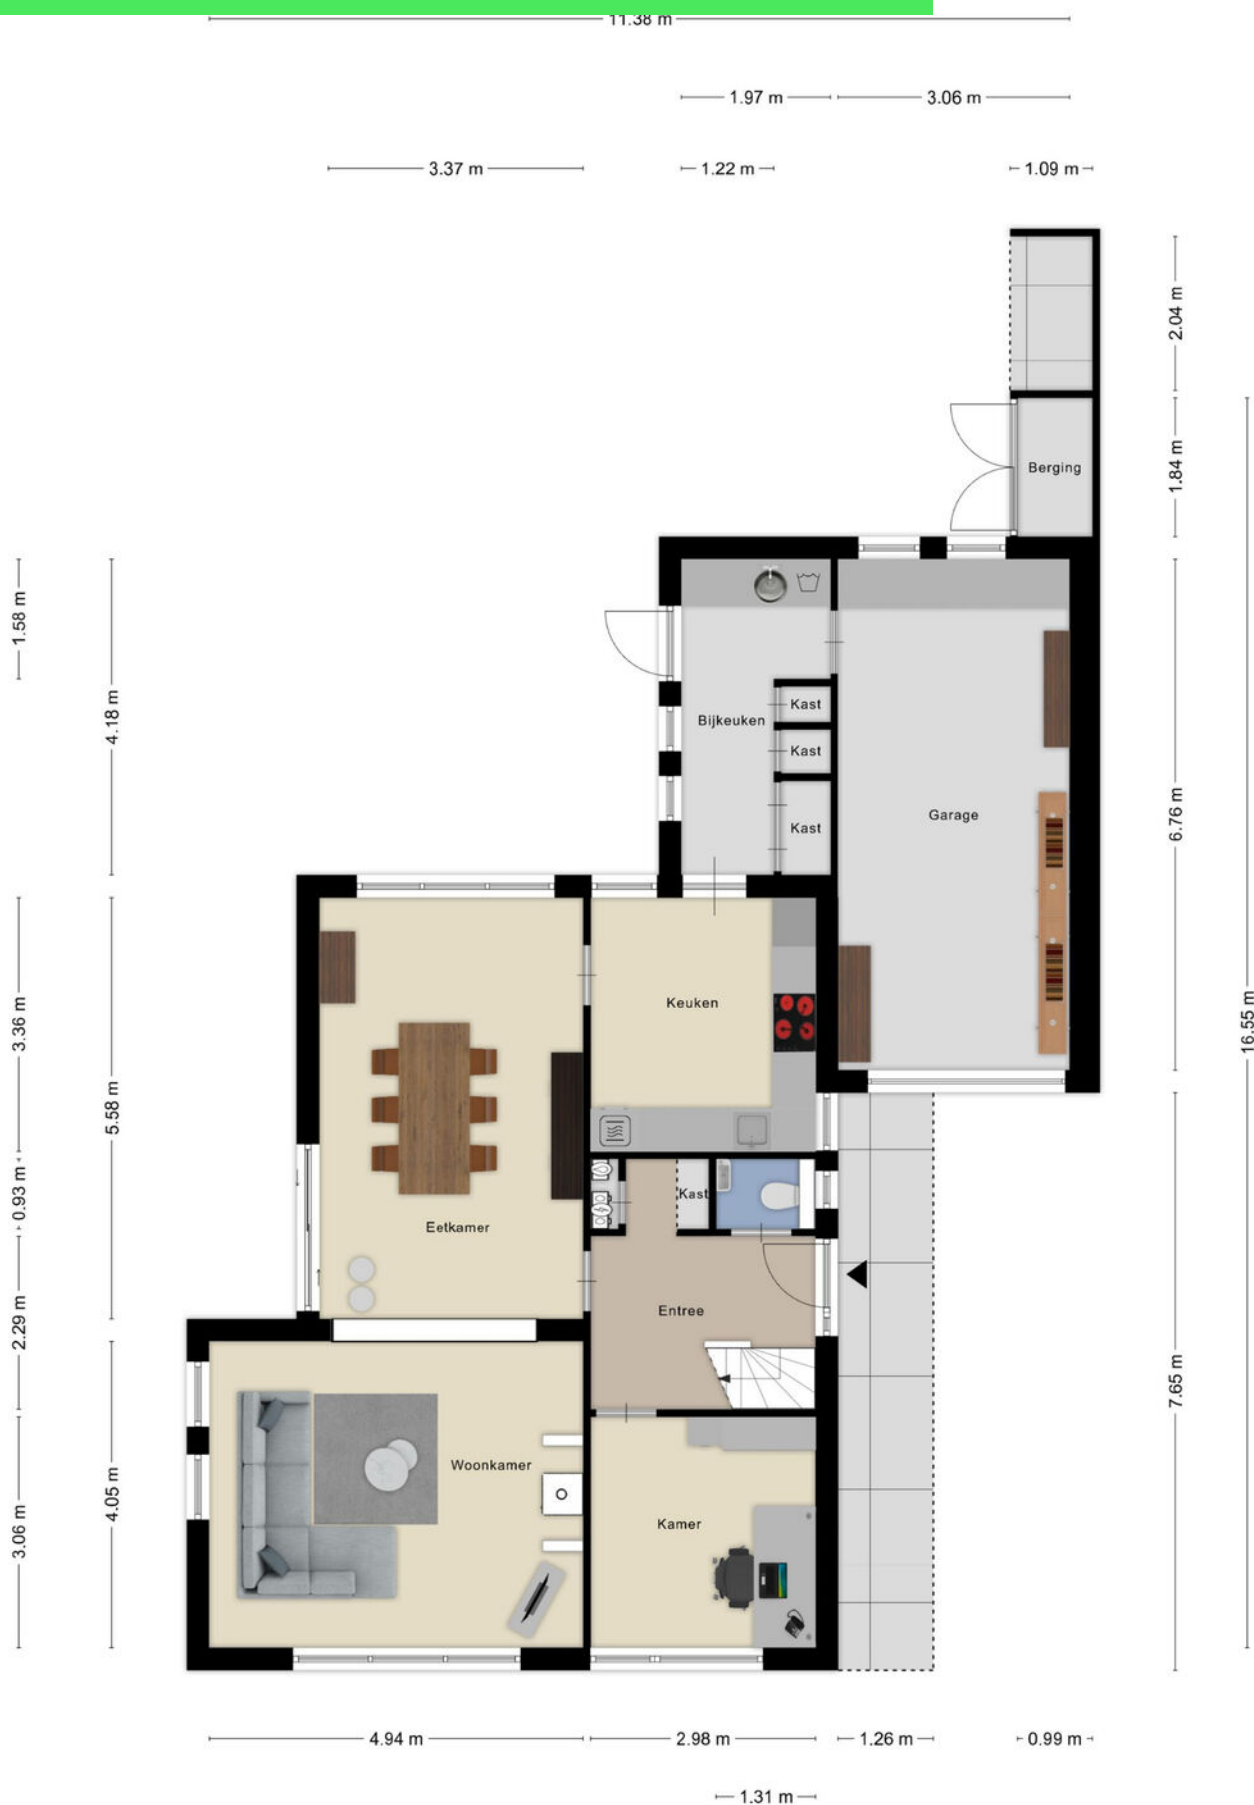 11.38 m
1.97 m
3.06 m
3.37 m
1.22 m
1.09 m
2.04 m
1.84 m
Berging
1.58 m
4.18 m
Kast
Bijkeuken
Kast
Kast
Garage
6.76 m
16.55 m
3.36 m
Keuken
5.58 m
0.93 m
Kast
Eetkamer
2.29 m
Entree
7.65 m
Woonkamer
4.05 m
3.06 m
Kamer
4.94 m
2.98 m
1.26 m
0.99 m
1.31 m